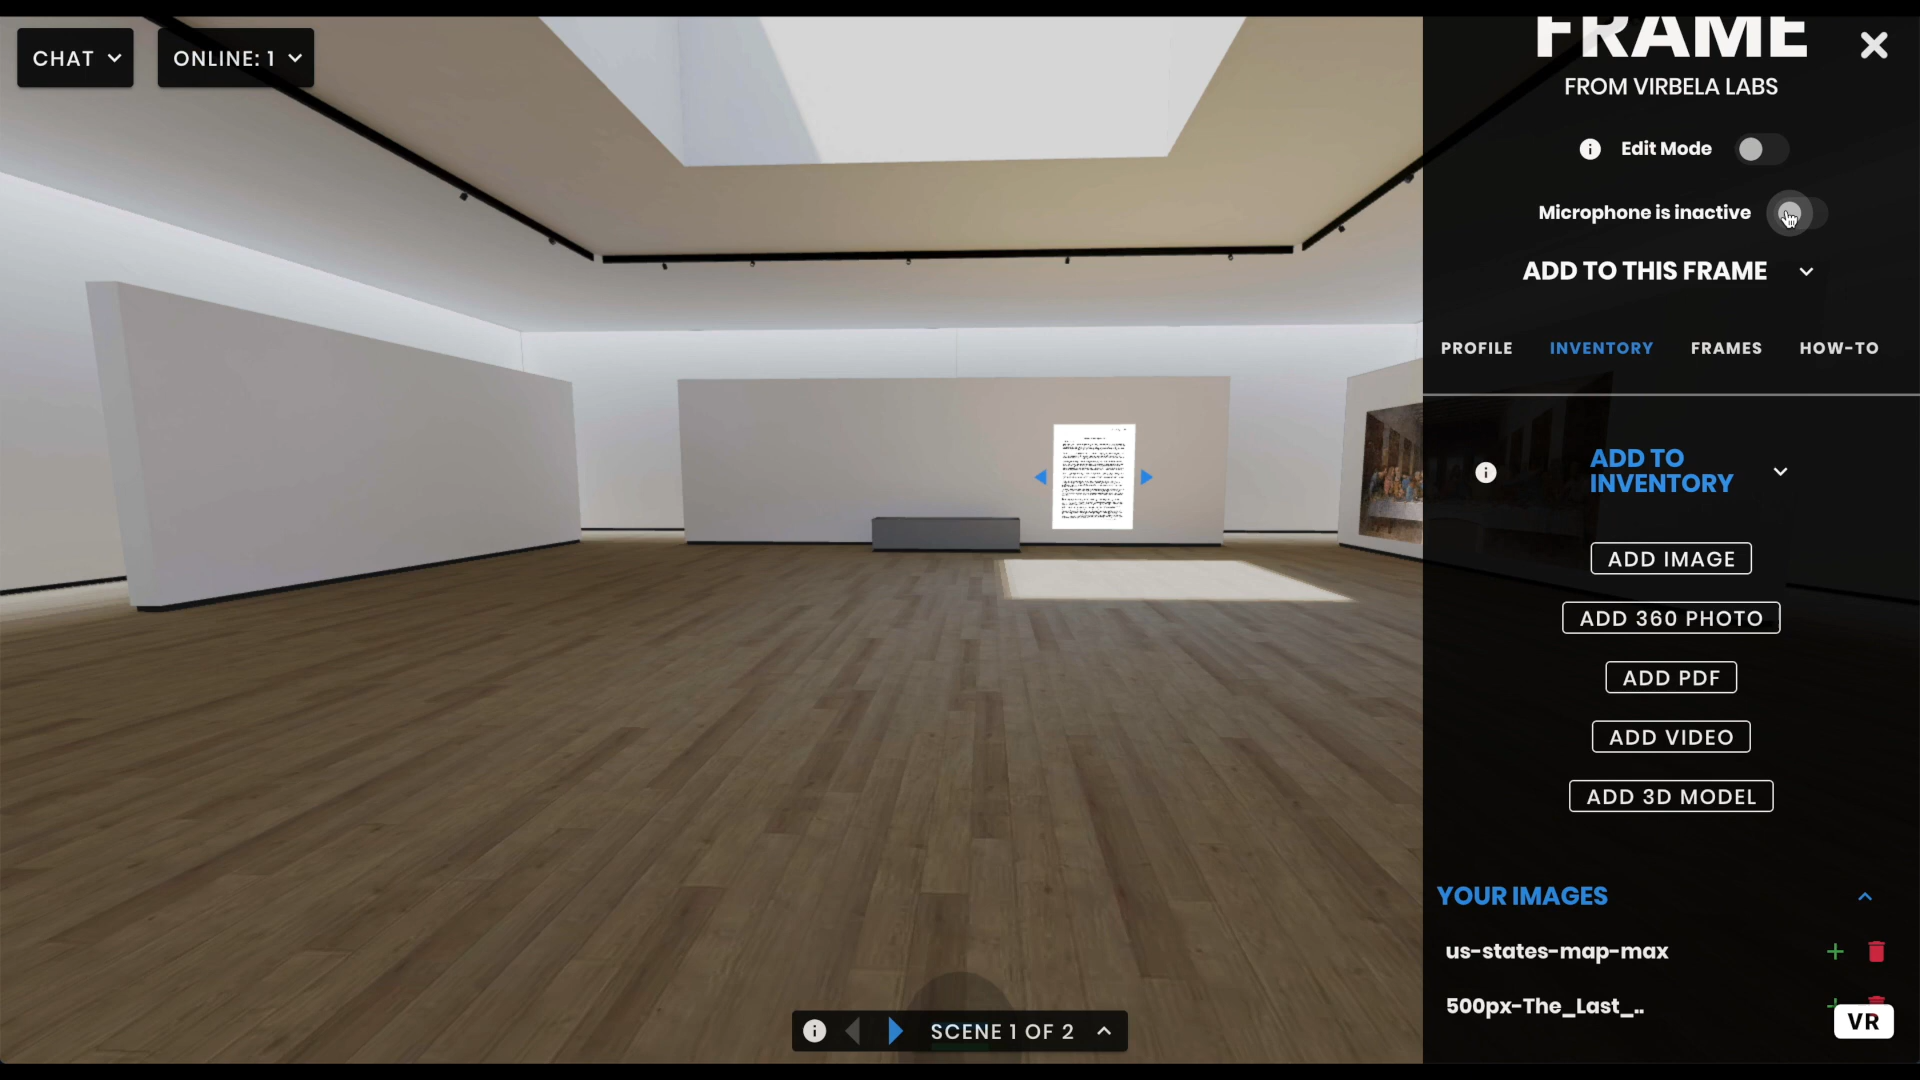 CHAT
ONLINE: 1
FRAME
FROM VIRBELA LABS
Edit Mode
Microphone is inactive
ADD TO THIS FRAME
PROFILE INVENTORY FRAMES HOW-TO
ADD TO
INVENTORY
ADD IMAGE
ADD 360 PHOTO
ADD PDF
ADD VIDEO
ADD 3D MODEL
YOUR IMAGES
us-states-map-max
500px-The_Last_..
VR
SCENE 1 OF 2